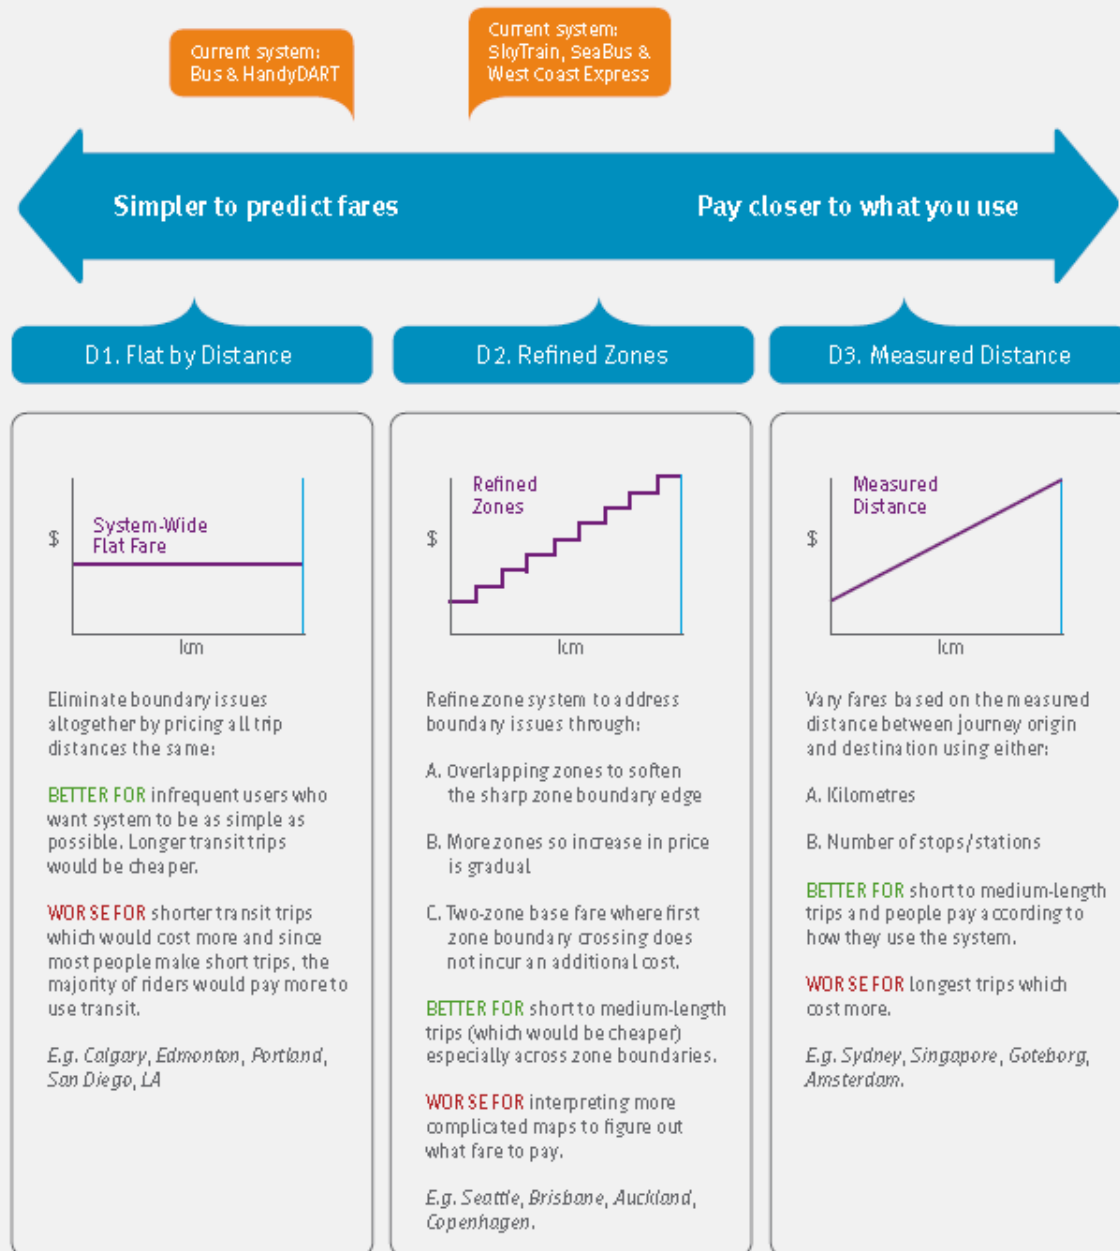 Current system:
Bus & HandyDART
Current system:
SkyTrain, SeaBus &
West Coast Express
Simpler to predict fares
Pay closer to what you use
D1. Flat by Distance
System-Wide
Flat Fare
$
km
Eliminate boundary issues
altogether by pricing all trip
distances the same:
BETTER FOR infrequent users who
want system to be as simple as
possible. Longer transit trips
would be cheaper.
WORSE FOR shorter transit trips
which would cost more and since
most people make short trips, the
majority of riders would pay more to
use transit.
E.g. Calgary, Edmonton, Portland,
San Diego, LA
D2. Refined Zones
Refined
Zones
$
km
Refine zone system to address
boundary issues through:
A. Overlapping zones to soften
the sharp zone boundary edge
B. More zones so increase in price
is gradual
C. Two-zone base fare where first
zone boundary crossing does
not incur an additional cost.
BETTER FOR short to medium-length
trips (which would be cheaper)
especially across zone boundaries.
WORSE FOR interpreting more
complicated maps to figure out
what fare to pay.
E.g. Seattle, Brisbane, Auckland,
Copenhagen.
D3. Measured Distance
Measured
Distance
$
km
Vary fares based on the measured
distance between journey origin
and destination using either:
A. Kilometres
B. Number of stops/stations
BETTER FOR short to medium-length
trips and people pay according to
how they use the system.
WORSE FOR longest trips which
cost more.
E.g. Sydney, Singapore, Goteborg,
Amsterdam.